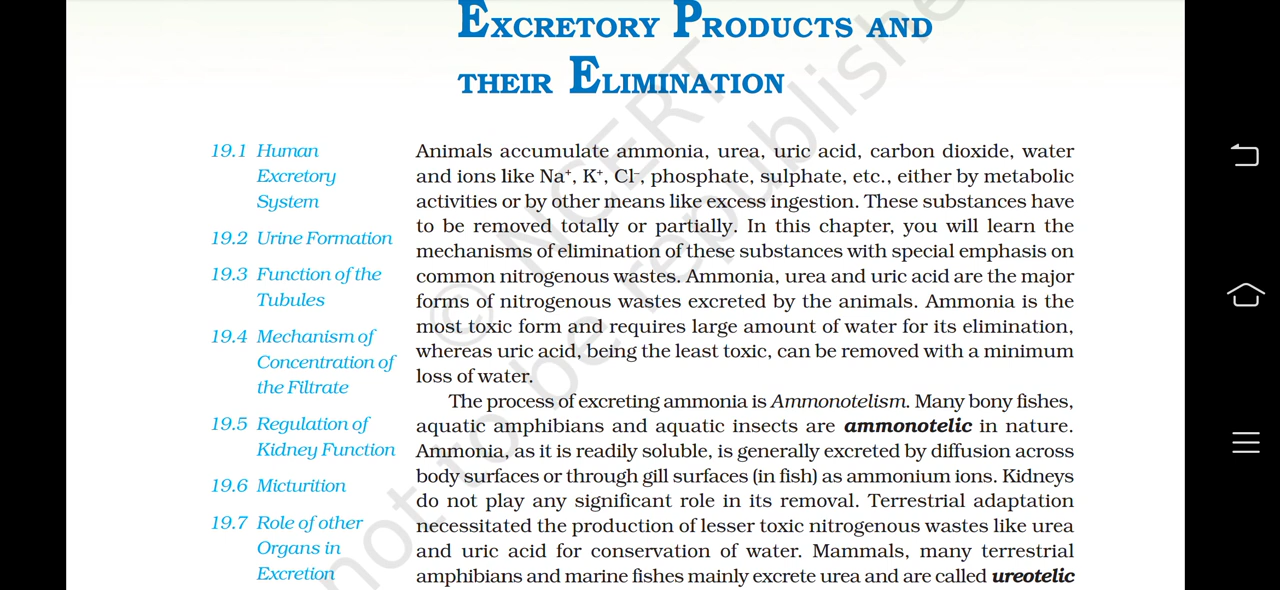 EXCRETORY PRODUCTS AND
THEIR ELIMINATION
19.1 Human
Excretory
System
19.2 Urine Formation
19.3 Function of the
Tubules
19.4 Mechanism of
Concentration of
the Filtrate
19.5 Regulation of
Kidney Function
19.6 Micturition
19.7 Role of other
Organs in
Excretion
Animals accumulate ammonia, urea, uric acid, carbon dioxide, water
and ions like Na⁺, K⁺, Cl⁻, phosphate, sulphate, etc., either by metabolic
activities or by other means like excess ingestion. These substances have
to be removed totally or partially. In this chapter, you will learn the
mechanisms of elimination of these substances with special emphasis on
common nitrogenous wastes. Ammonia, urea and uric acid are the major
forms of nitrogenous wastes excreted by the animals. Ammonia is the
most toxic form and requires large amount of water for its elimination,
whereas uric acid, being the least toxic, can be removed with a minimum
loss of water.
The process of excreting ammonia is Ammonotelism. Many bony fishes,
aquatic amphibians and aquatic insects are ammonotelic in nature.
Ammonia, as it is readily soluble, is generally excreted by diffusion across
body surfaces or through gill surfaces (in fish) as ammonium ions. Kidneys
do not play any significant role in its removal. Terrestrial adaptation
necessitated the production of lesser toxic nitrogenous wastes like urea
and uric acid for conservation of water. Mammals, many terrestrial
amphibians and marine fishes mainly excrete urea and are called ureotelic
© NCERT
not to be republishe